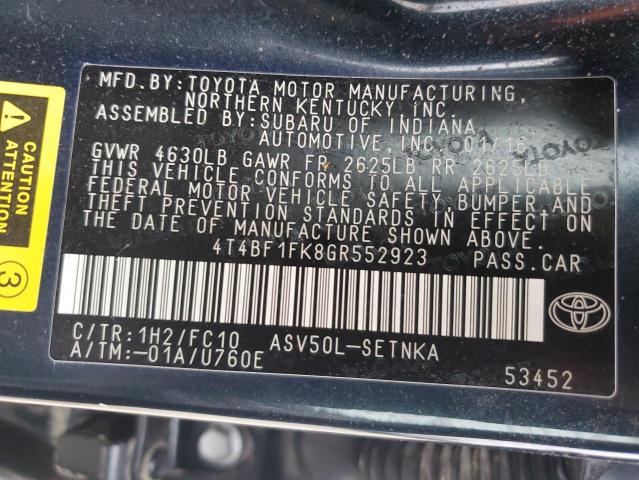 MFD.BY:TOYOTA MOTOR MANUFACTURING,
NORTHERN KENTUCKY INC.
ASSEMBLED BY:SUBARU OF INDIANA
AUTOMOTIVE, INC. 01/16
GVWR 4630LB GAWR FR 2625LB RR 2625LB
THIS VEHICLE CONFORMS TO ALL APPLICABLE
FEDERAL MOTOR VEHICLE SAFETY,BUMPER,AND
THEFT PREVENTION STANDARDS IN EFFECT ON
THE DATE OF MANUFACTURE SHOWN ABOVE.
4T4BF1FK8GR552923 PASS.CAR
C/TR:1H2/FC10 ASV50L-SETNKA
A/TM:-01A/U760E
53452
TOYOTA
CAUTION
ATTENTION
3